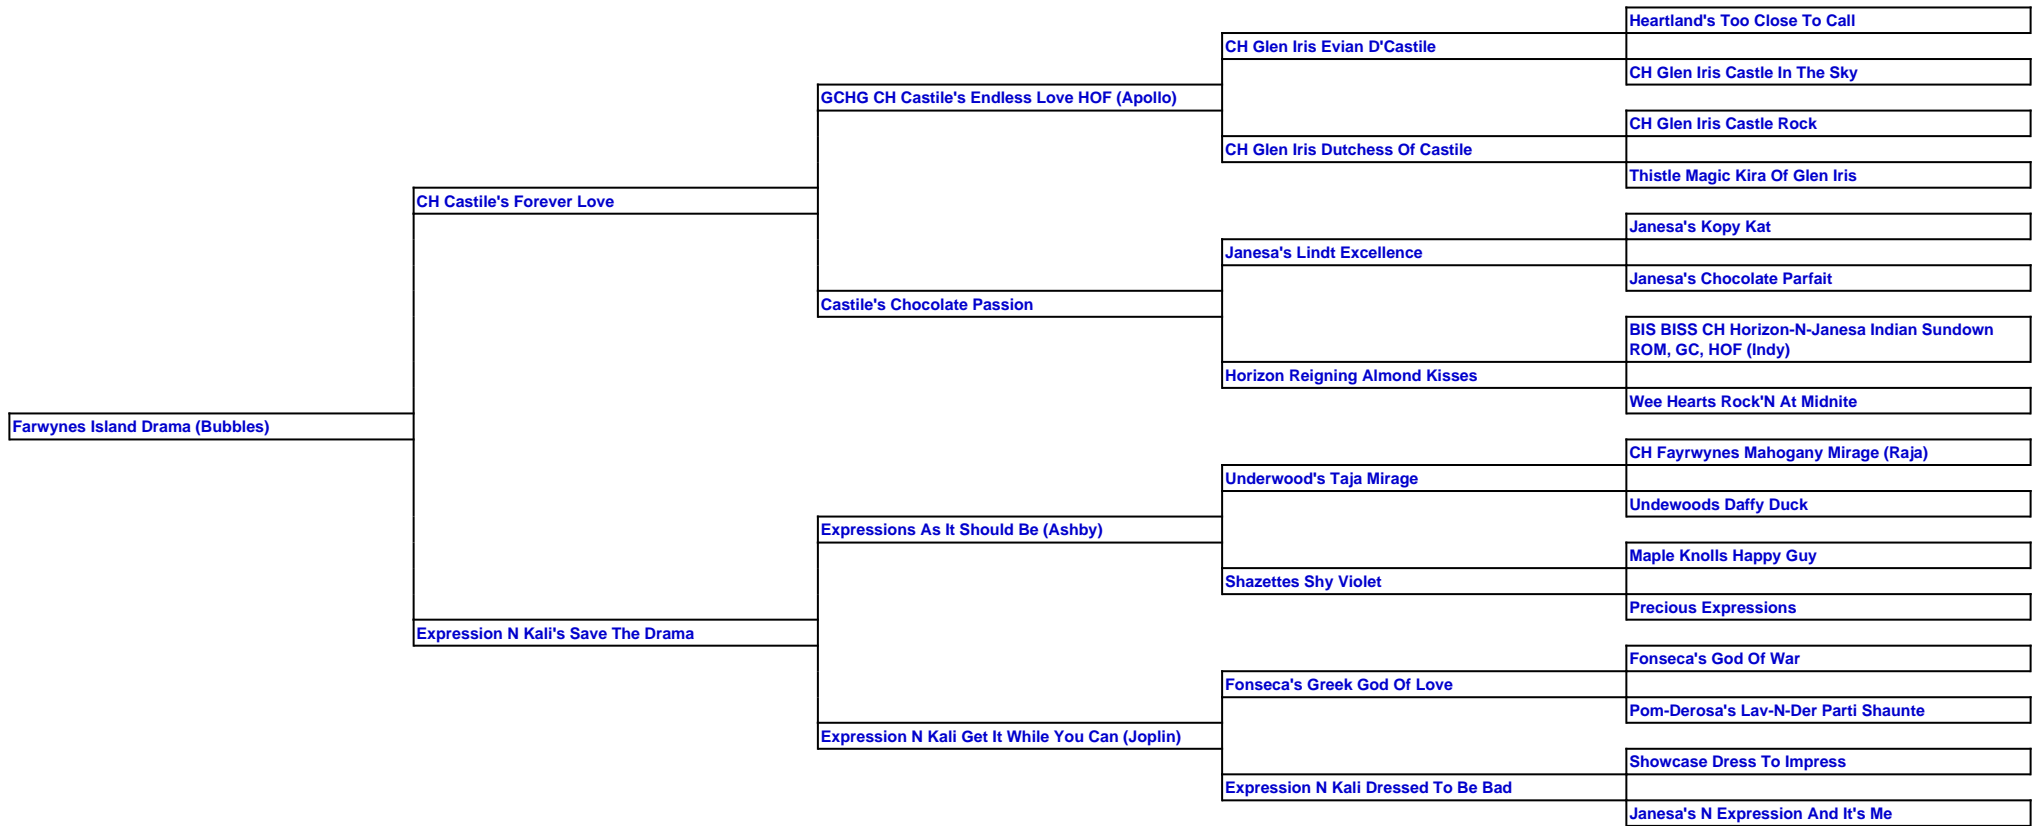 Heartland's Too Close To Call
CH Glen Iris Evian D'Castile
CH Glen Iris Castle In The Sky
GCHG CH Castile's Endless Love HOF (Apollo)
CH Glen Iris Castle Rock
CH Glen Iris Dutchess Of Castile
Thistle Magic Kira Of Glen Iris
CH Castile's Forever Love
Janesa's Kopy Kat
Janesa's Lindt Excellence
Janesa's Chocolate Parfait
Castile's Chocolate Passion
BIS BISS CH Horizon-N-Janesa Indian Sundown
ROM, GC, HOF (Indy)
Horizon Reigning Almond Kisses
Wee Hearts Rock'N At Midnite
Farwynes Island Drama (Bubbles)
CH Fayrwynes Mahogany Mirage (Raja)
Underwood's Taja Mirage
Undewoods Daffy Duck
Expressions As It Should Be (Ashby)
Maple Knolls Happy Guy
Shazettes Shy Violet
Precious Expressions
Expression N Kali's Save The Drama
Fonseca's God Of War
Fonseca's Greek God Of Love
Pom-Derosa's Lav-N-Der Parti Shaunte
Expression N Kali Get It While You Can (Joplin)
Showcase Dress To Impress
Expression N Kali Dressed To Be Bad
Janesa's N Expression And It's Me